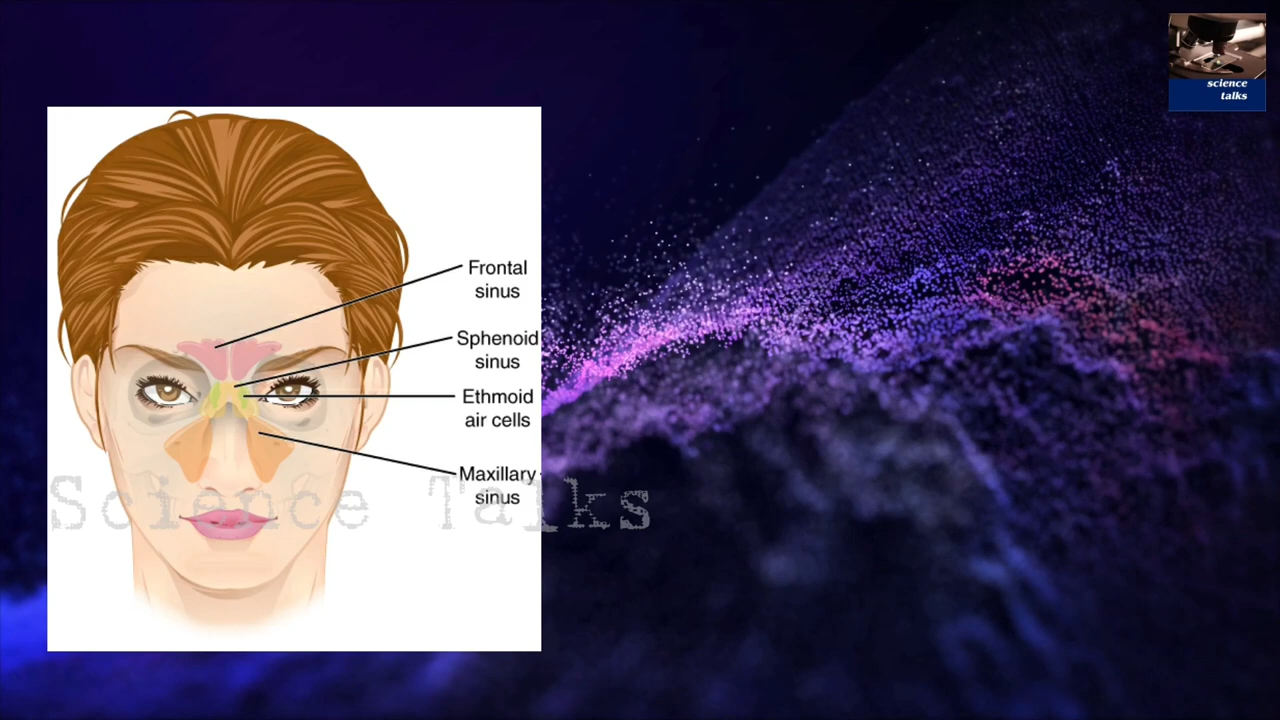 science
talks
Frontal
sinus
Sphenoid
sinus
Ethmoid
air cells
Maxillary
sinus
Science Talks